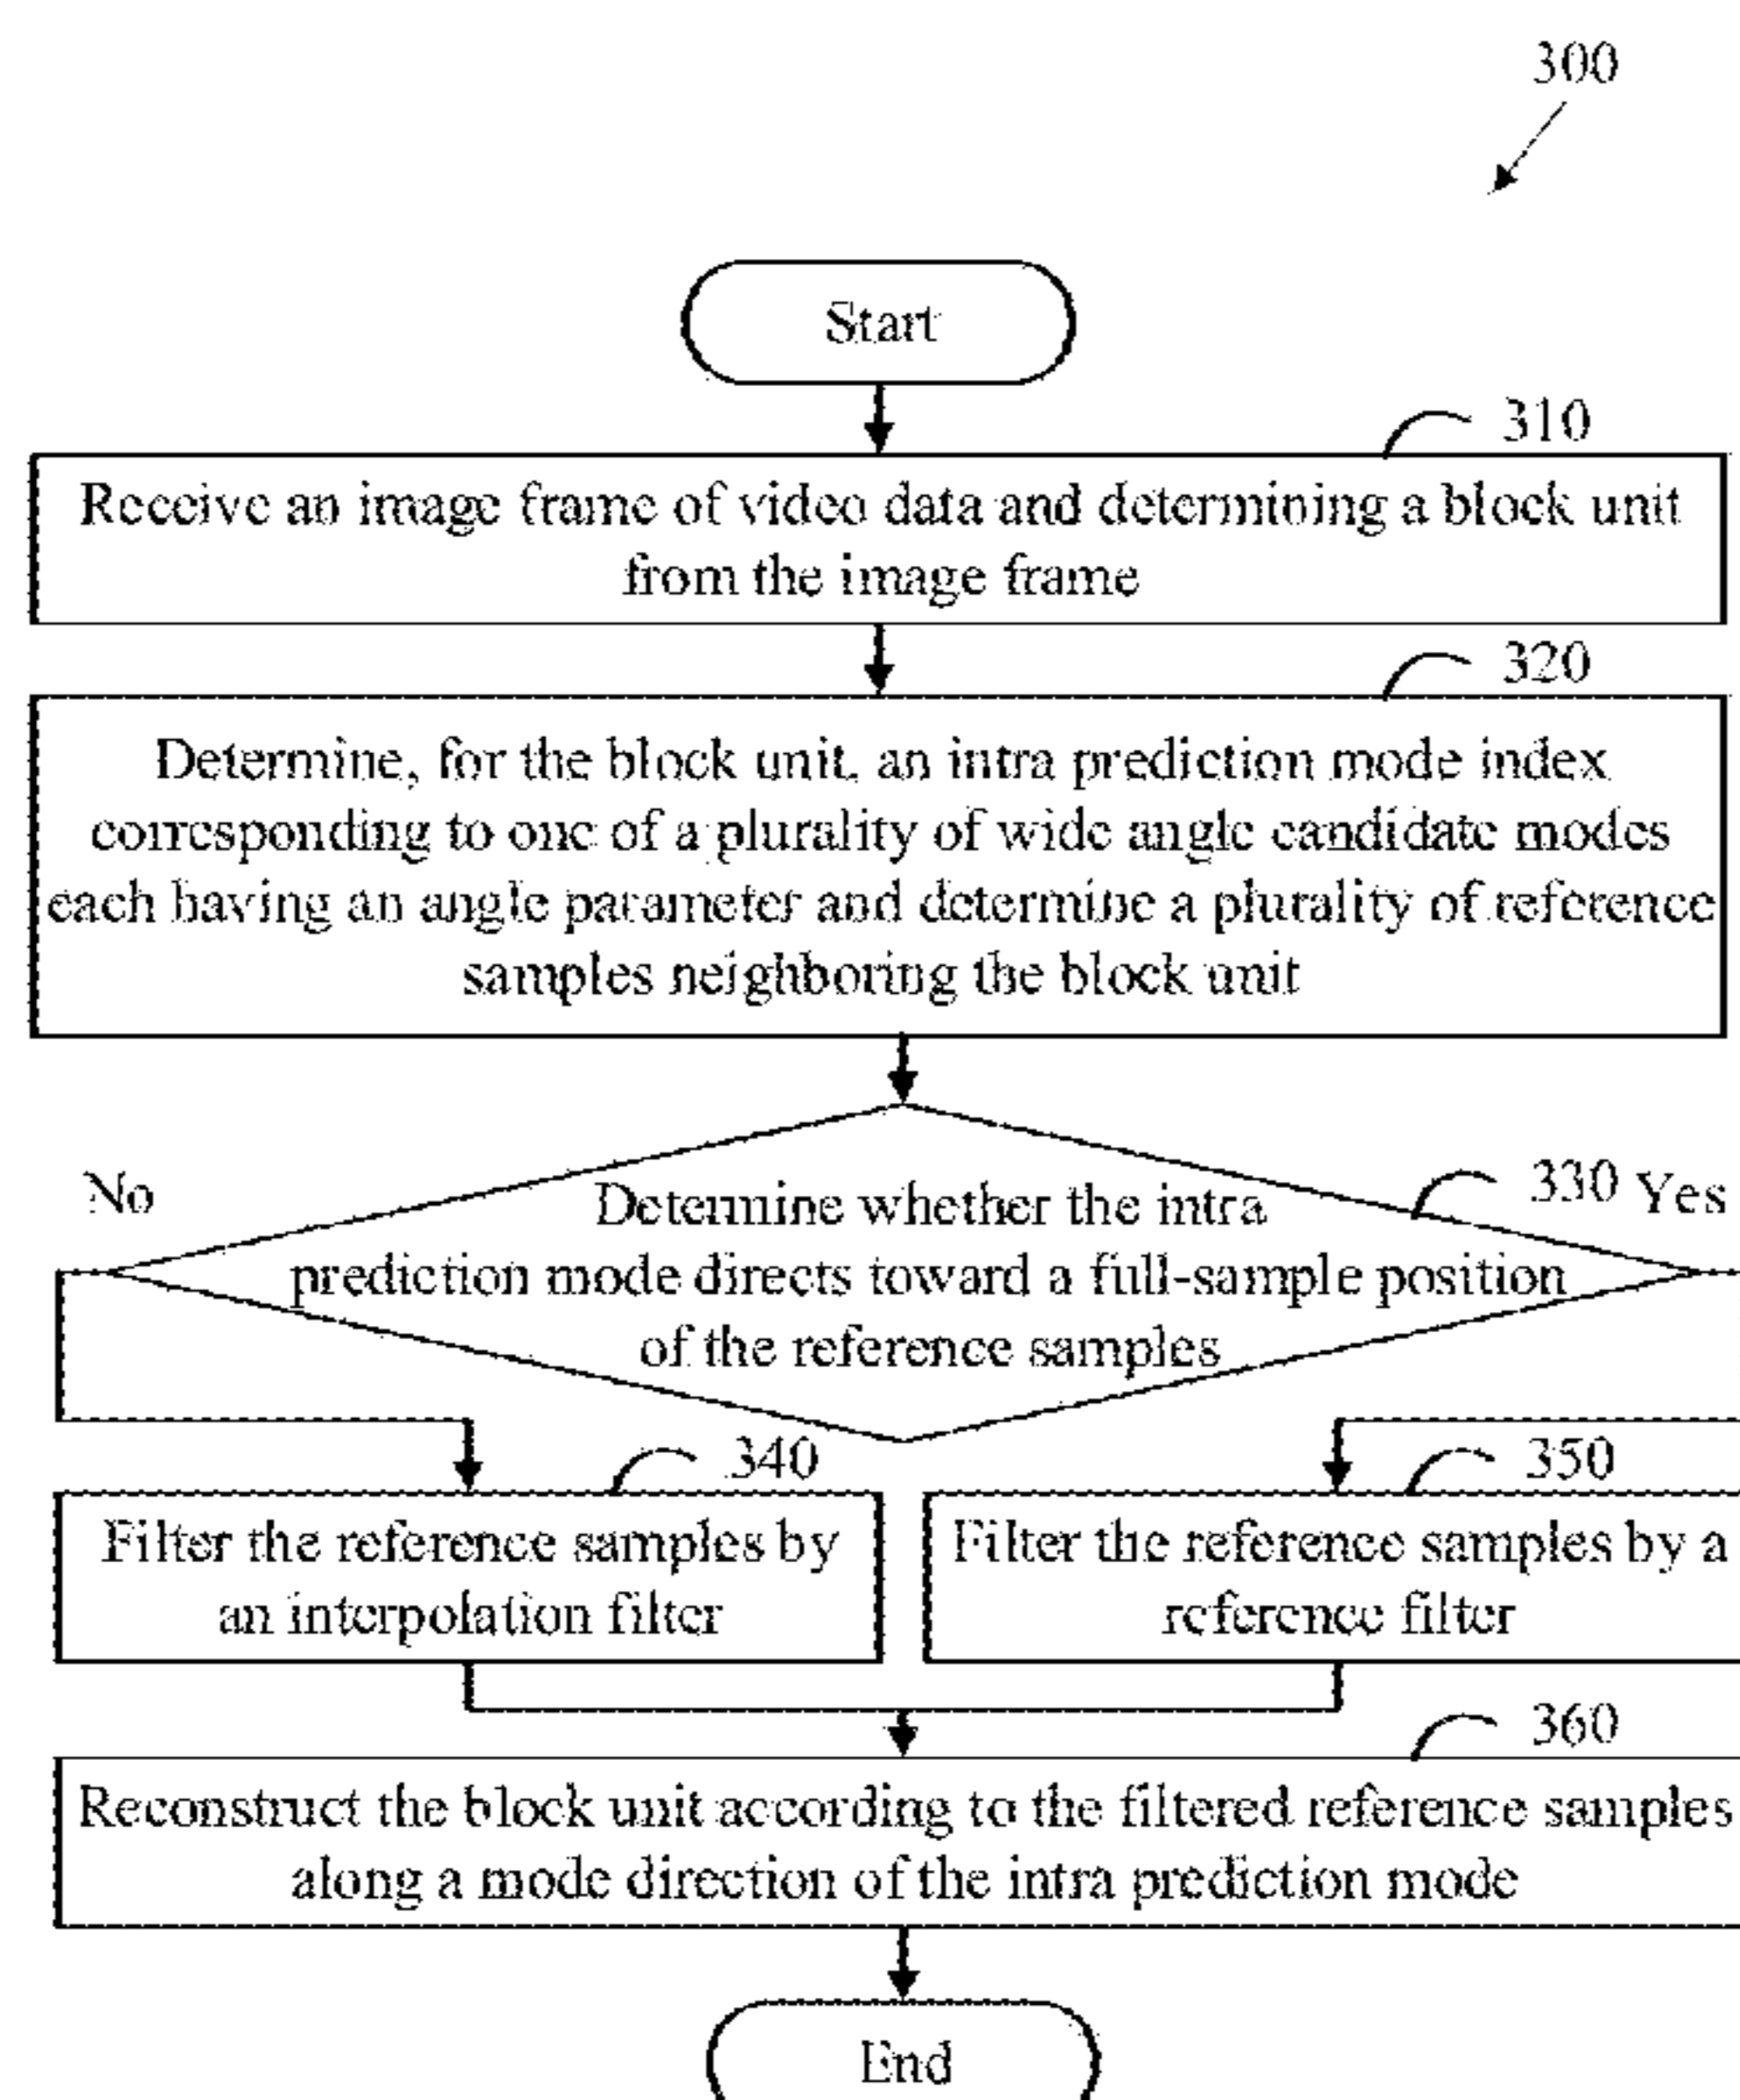 300
Start
310
Receive an image frame of video data and determining a block unit
from the image frame
320
Determine, for the block unit, an intra prediction mode index
corresponding to one of a plurality of wide angle candidate modes
each having an angle parameter and determine a plurality of reference
samples neighboring the block unit
No
330 Yes
Determine whether the intra
prediction mode directs toward a full-sample position
of the reference samples
340
350
Filter the reference samples by
an interpolation filter
Filter the reference samples by a
reference filter
360
Reconstruct the block unit according to the filtered reference samples
along a mode direction of the intra prediction mode
End